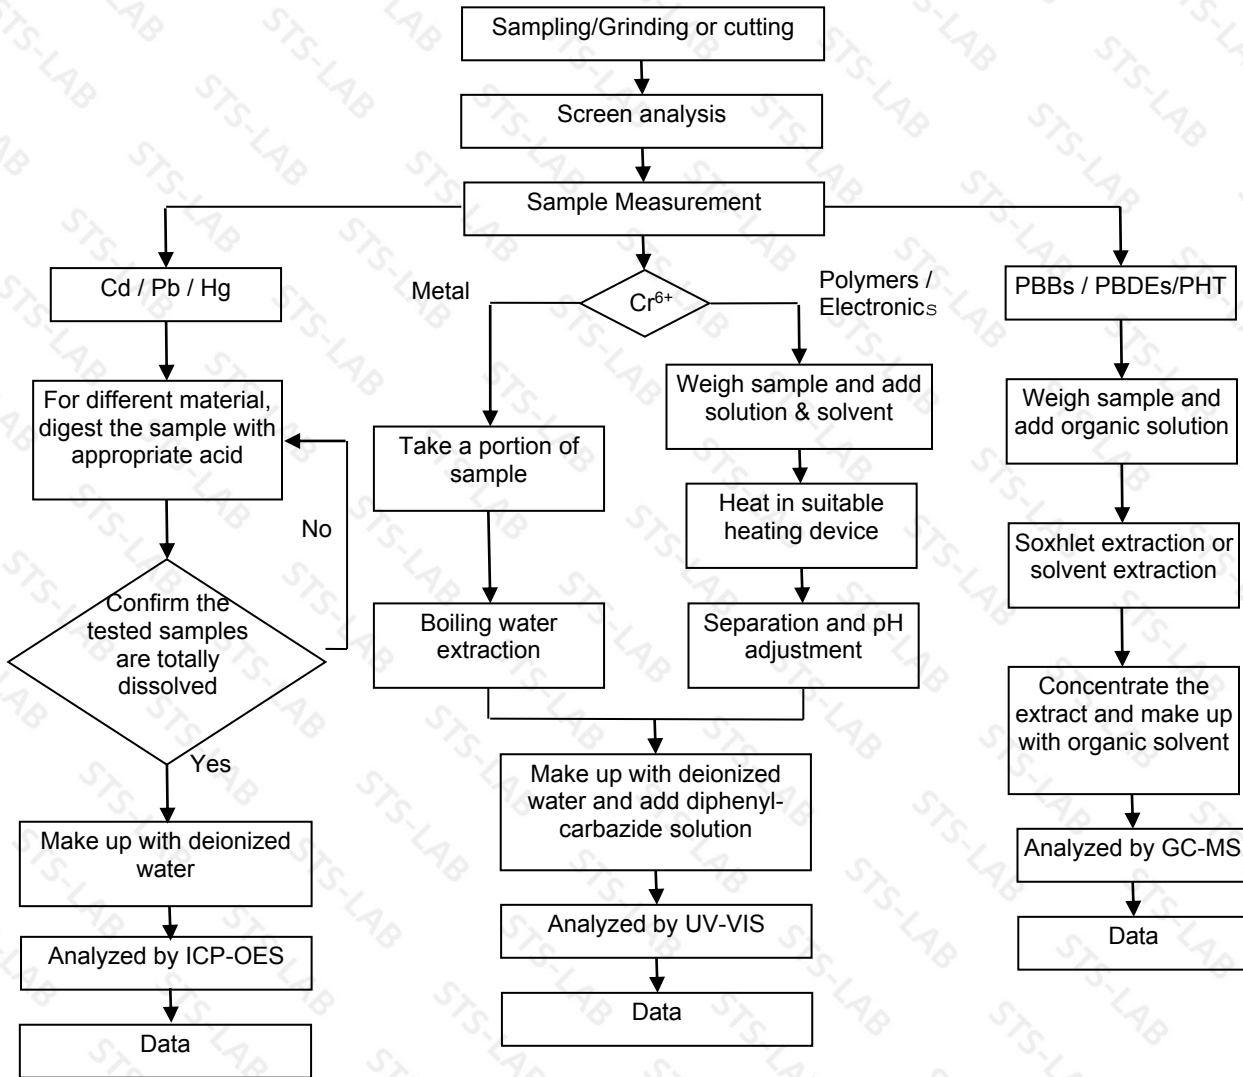 Sampling/Grinding or cutting
Screen analysis
Sample Measurement
Cd / Pb / Hg
For different material,
digest the sample with
appropriate acid
No
Confirm the
tested samples
are totally
dissolved
Yes
Make up with deionized
water
Analyzed by ICP-OES
Data
Cr6+
Metal
Take a portion of
sample
Boiling water
extraction
Polymers /
Electronics
Weigh sample and add
solution & solvent
Heat in suitable
heating device
Separation and pH
adjustment
Make up with deionized
water and add diphenyl-
carbazide solution
Analyzed by UV-VIS
Data
PBBs / PBDEs/PHT
Weigh sample and
add organic solution
Soxhlet extraction or
solvent extraction
Concentrate the
extract and make up
with organic solvent
Analyzed by GC-MS
Data
STS-LAB